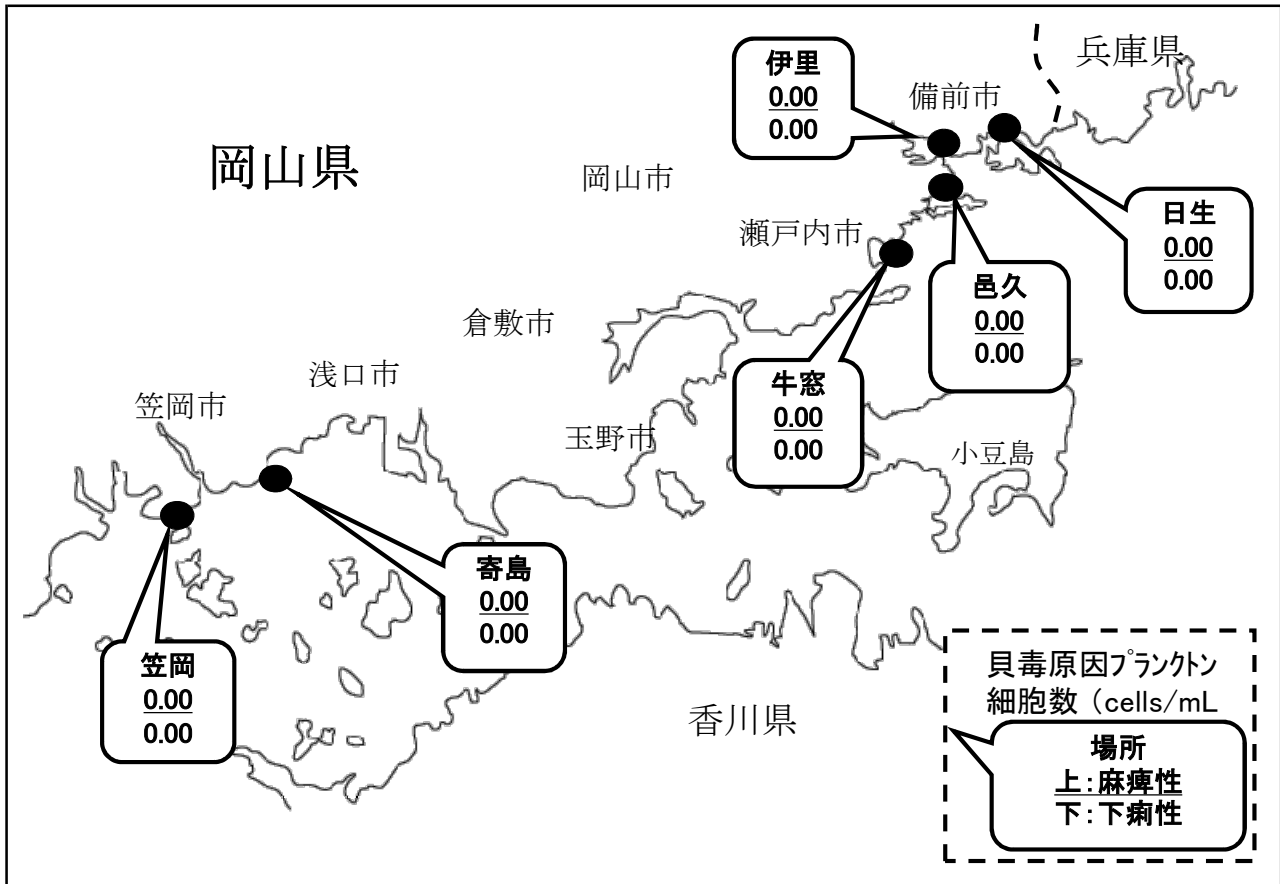 兵庫県
伊里
0.00
0.00
備前市
岡山県
岡山市
日生
0.00
0.00
瀬戸内市
邑久
0.00
0.00
倉敷市
牛窓
0.00
0.00
浅口市
笠岡市
玉野市
小豆島
寄島
0.00
0.00
笠岡
0.00
0.00
香川県
貝毒原因プランクトン
細胞数（cells/mL
場所
上：麻痺性
下：下痢性